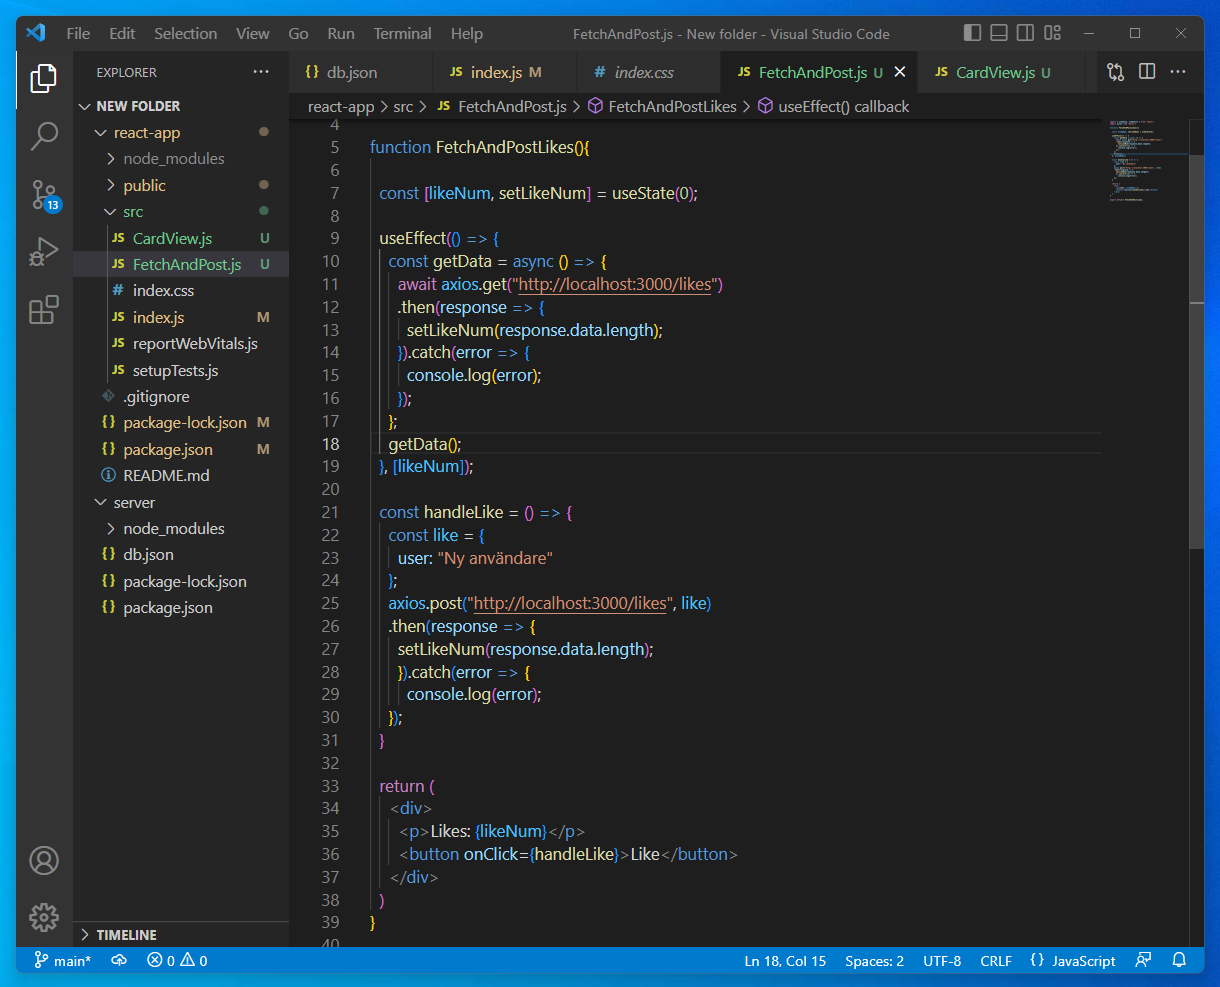 File Edit Selection View Go Run Terminal Help FetchAndPost.js - New folder - Visual Studio Code
EXPLORER
{} db.json JS index.js M # index.css JS FetchAndPost.js U JS CardView.js U
react-app > src > JS FetchAndPost.js > FetchAndPostLikes > useEffect() callback
NEW FOLDER
react-app
node_modules
public
src
JS CardView.js U
JS FetchAndPost.js U
# index.css
JS index.js M
JS reportWebVitals.js
JS setupTests.js
.gitignore
{} package-lock.json M
{} package.json M
README.md
server
node_modules
{} db.json
{} package-lock.json
{} package.json
TIMELINE
13
4
5 function FetchAndPostLikes(){
6
7 const [likeNum, setLikeNum] = useState(0);
8
9 useEffect(() => {
10 const getData = async () => {
11 await axios.get("http://localhost:3000/likes")
12 .then(response => {
13 setLikeNum(response.data.length);
14 }).catch(error => {
15 console.log(error);
16 });
17 };
18 getData();
19 }, [likeNum]);
20
21 const handleLike = () => {
22 const like = {
23 user: "Ny användare"
24 };
25 axios.post("http://localhost:3000/likes", like)
26 .then(response => {
27 setLikeNum(response.data.length);
28 }).catch(error => {
29 console.log(error);
30 });
31 }
32
33 return (
34 <div>
35 <p>Likes: {likeNum}</p>
36 <button onClick={handleLike}>Like</button>
37 </div>
38 )
39 }
40
main* 0 0 Ln 18, Col 15 Spaces: 2 UTF-8 CRLF {} JavaScript